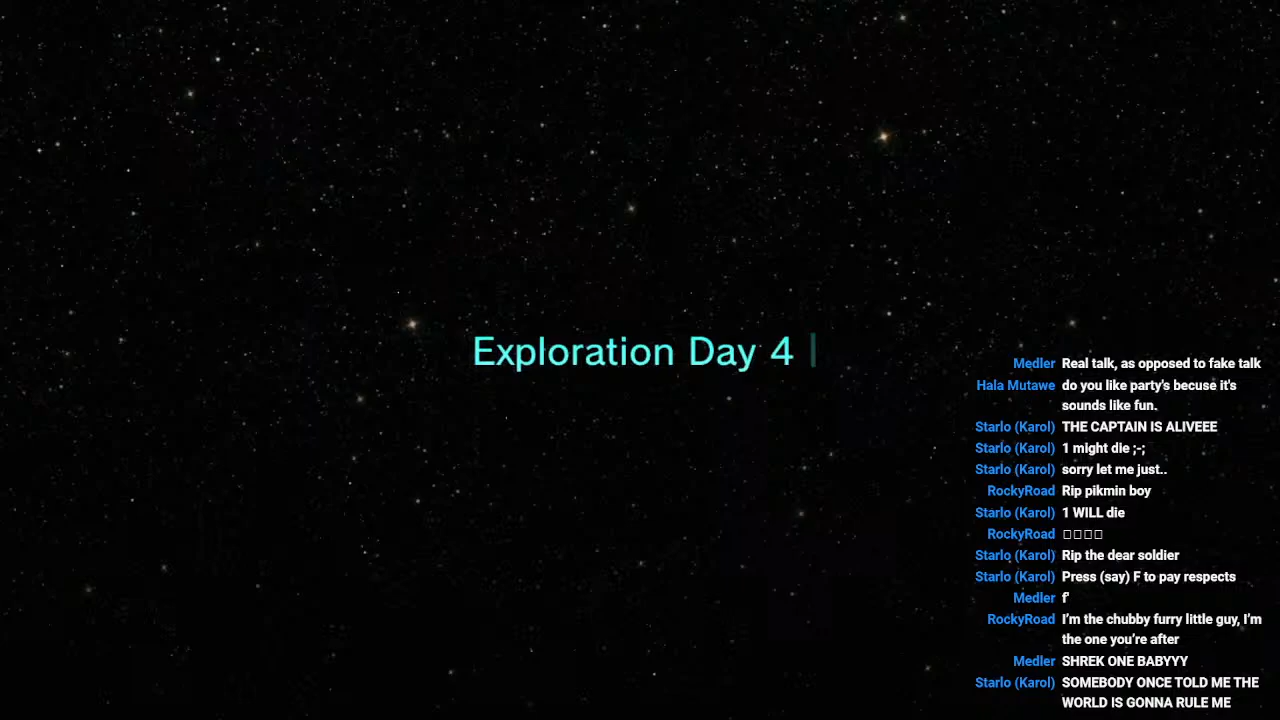 Exploration Day 4
Medler Real talk, as opposed to fake talk
Hala Mutawe do you like party's becuse it's
sounds like fun.
Starlo (Karol) THE CAPTAIN IS ALIVEEE
Starlo (Karol) 1 might die ;-;
Starlo (Karol) sorry let me just..
RockyRoad Rip pikmin boy
Starlo (Karol) 1 WILL die
RockyRoad □□□□
Starlo (Karol) Rip the dear soldier
Starlo (Karol) Press (say) F to pay respects
Medler f'
RockyRoad I'm the chubby furry little guy, I'm
the one you're after
Medler SHREK ONE BABYYY
Starlo (Karol) SOMEBODY ONCE TOLD ME THE
WORLD IS GONNA RULE ME